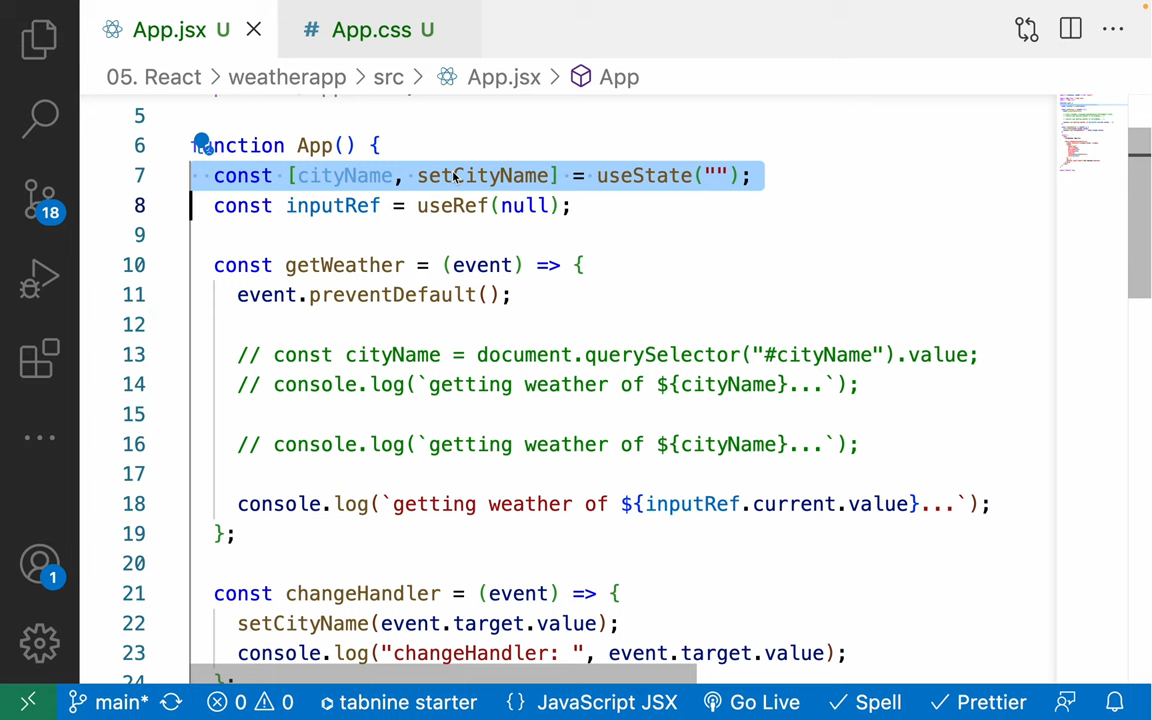 App.jsx U
# App.css U
05. React > weatherapp > src > App.jsx > App
5
6 function App() {
7 const [cityName, setCityName] = useState("");
8 const inputRef = useRef(null);
9
10 const getWeather = (event) => {
11 event.preventDefault();
12
13 // const cityName = document.querySelector("#cityName").value;
14 // console.log(`getting weather of ${cityName}...`);
15
16 // console.log(`getting weather of ${cityName}...`);
17
18 console.log(`getting weather of ${inputRef.current.value}...`);
19 };
20
21 const changeHandler = (event) => {
22 setCityName(event.target.value);
23 console.log("changeHandler: ", event.target.value);
24 };
18
1
main* 0 0 tabnine starter {} JavaScript JSX Go Live Spell Prettier